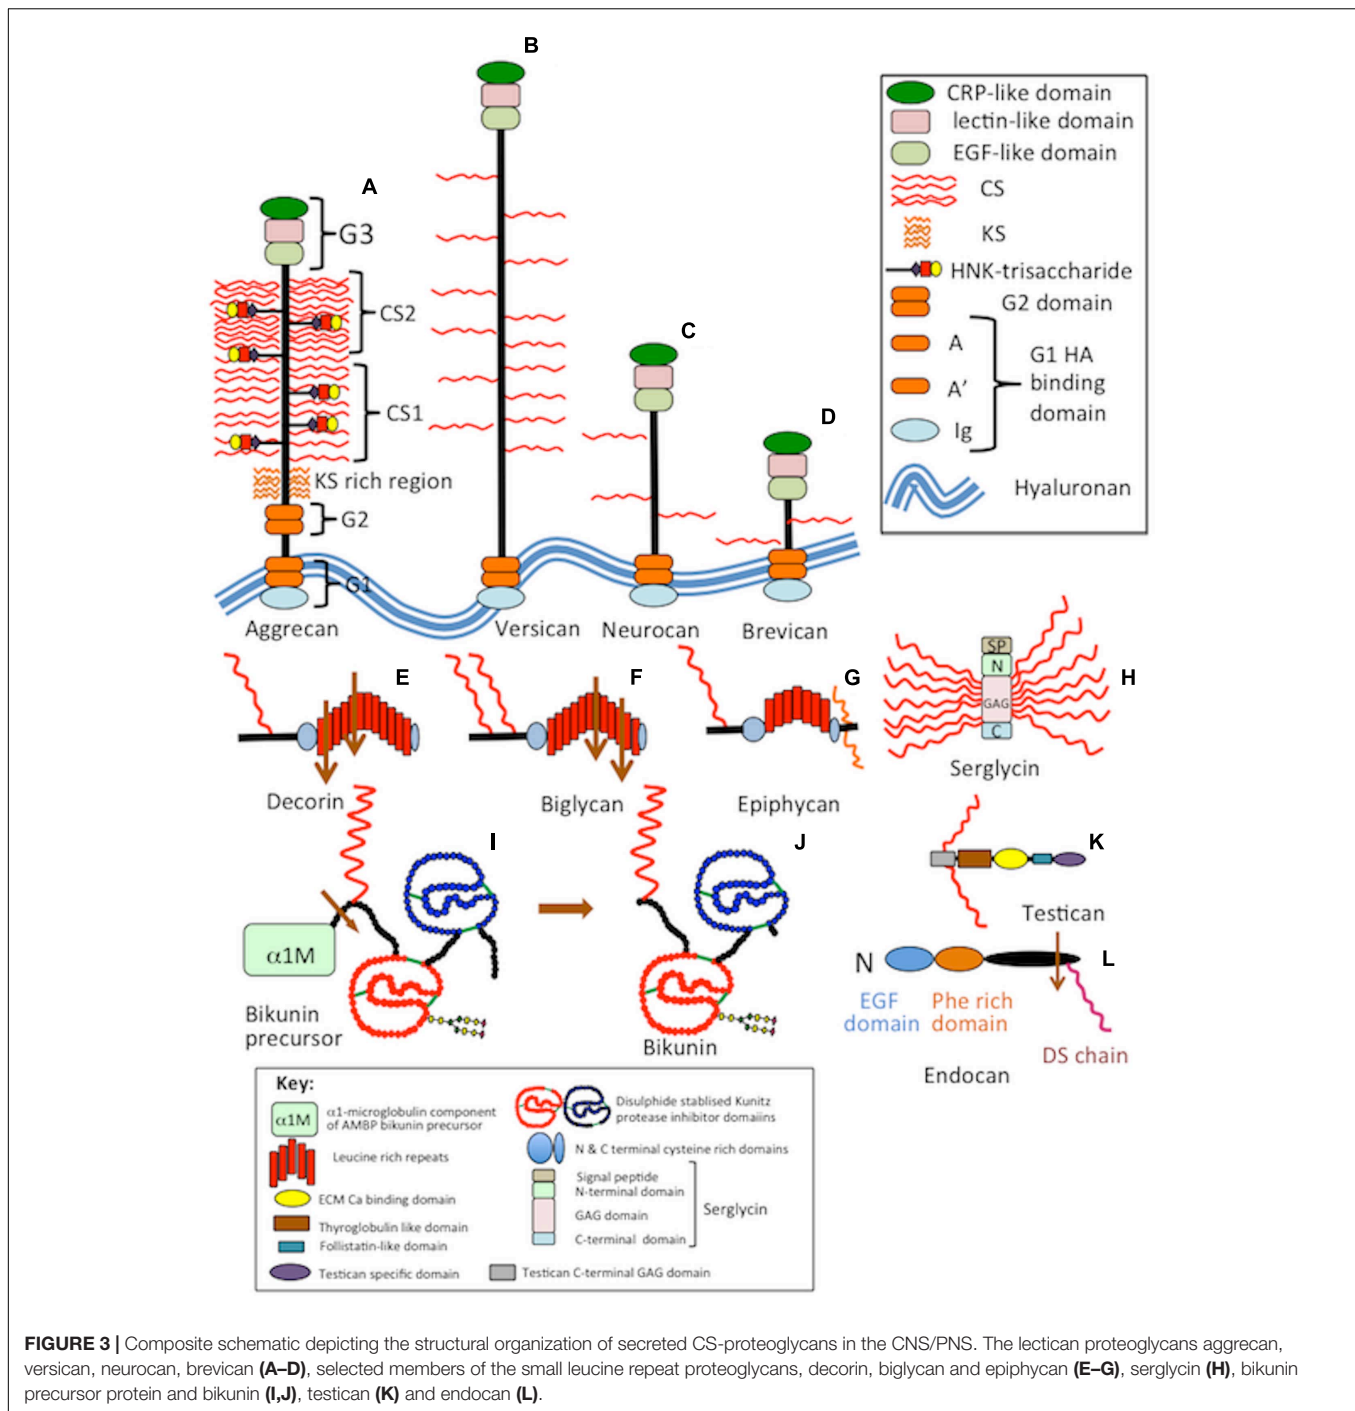 B
A
C
D
G3
CS2
CS1
KS rich region
G2
G1
Aggrecan
Versican
Neurocan
Brevican
CRP-like domain
lectin-like domain
EGF-like domain
CS
KS
HNK-trisaccharide
G2 domain
A
A’
Ig
G1 HA
binding
domain
Hyaluronan
E
F
G
H
Decorin
Biglycan
Epiphycan
SP
N
GAG
C
Serglycin
I
J
K
α1M
Bikunin
precursor
Bikunin
Testican
L
N
EGF
domain
Phe rich
domain
DS chain
Endocan
Key:
α1M
α1-microglobulin component
of AMBP bikunin precursor
Leucine rich repeats
ECM Ca binding domain
Thyroglobulin like domain
Follistatin-like domain
Testican specific domain
Disulphide stablised Kunitz
protease inhibitor domaiins
N & C terminal cysteine rich domains
Signal peptide
N-terminal domain
GAG domain
C-terminal domain
Serglycin
Testican C-terminal GAG domain
FIGURE 3 | Composite schematic depicting the structural organization of secreted CS-proteoglycans in the CNS/PNS. The lectican proteoglycans aggrecan,
versican, neurocan, brevican (A–D), selected members of the small leucine repeat proteoglycans, decorin, biglycan and epiphycan (E–G), serglycin (H), bikunin
precursor protein and bikunin (I,J), testican (K) and endocan (L).